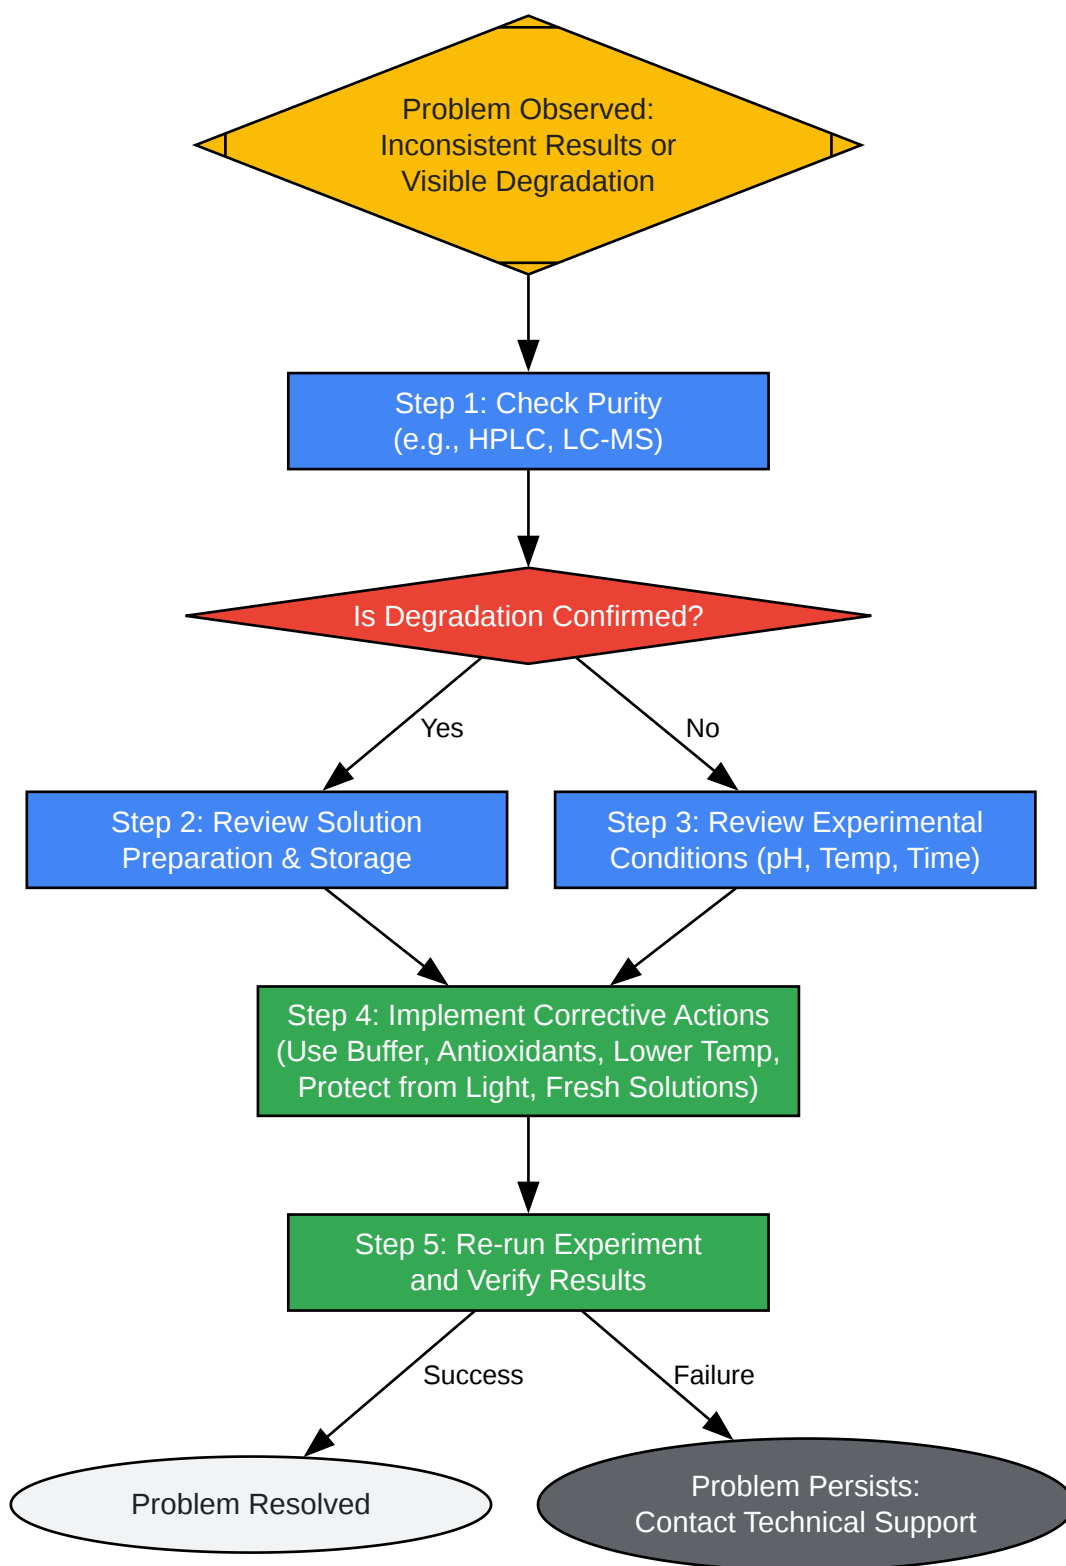 Problem Observed:
Inconsistent Results or
Visible Degradation
Step 1: Check Purity
(e.g., HPLC, LC-MS)
Is Degradation Confirmed?
Yes
No
Step 2: Review Solution
Preparation & Storage
Step 3: Review Experimental
Conditions (pH, Temp, Time)
Step 4: Implement Corrective Actions
(Use Buffer, Antioxidants, Lower Temp,
Protect from Light, Fresh Solutions)
Step 5: Re-run Experiment
and Verify Results
Success
Failure
Problem Resolved
Problem Persists:
Contact Technical Support